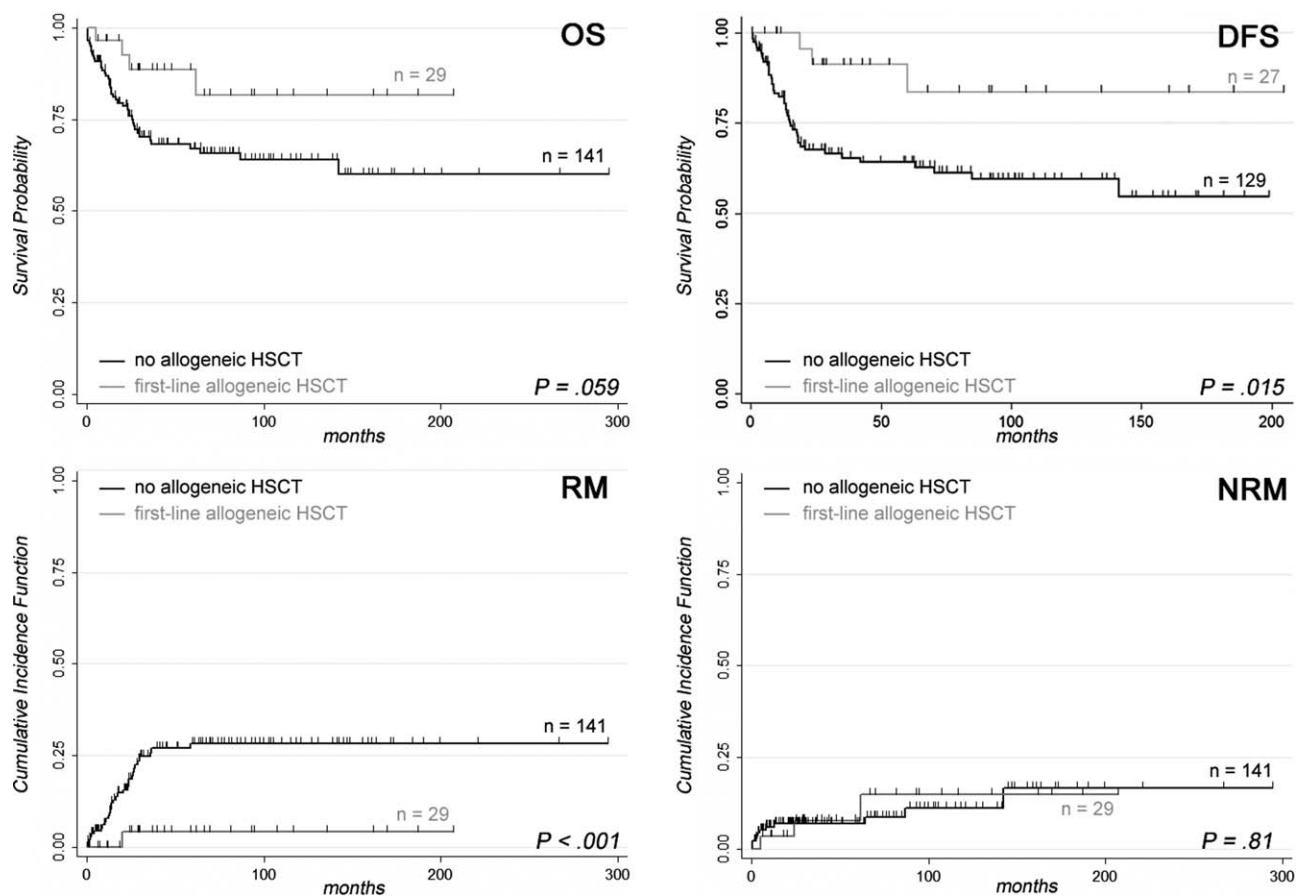 OS
Survival Probability
1.00
0.75
0.50
0.25
0.00
n = 29
n = 141
no allogeneic HSCT
first-line allogeneic HSCT
P = .059
0 100 200 300
months
DFS
Survival Probability
1.00
0.75
0.50
0.25
0.00
n = 27
n = 129
no allogeneic HSCT
first-line allogeneic HSCT
P = .015
0 50 100 150 200
months
RM
Cumulative Incidence Function
1.00
0.75
0.50
0.25
0.00
no allogeneic HSCT
first-line allogeneic HSCT
n = 141
n = 29
P < .001
0 100 200 300
months
NRM
Cumulative Incidence Function
1.00
0.75
0.50
0.25
0.00
no allogeneic HSCT
first-line allogeneic HSCT
n = 141
n = 29
P = .81
0 100 200 300
months